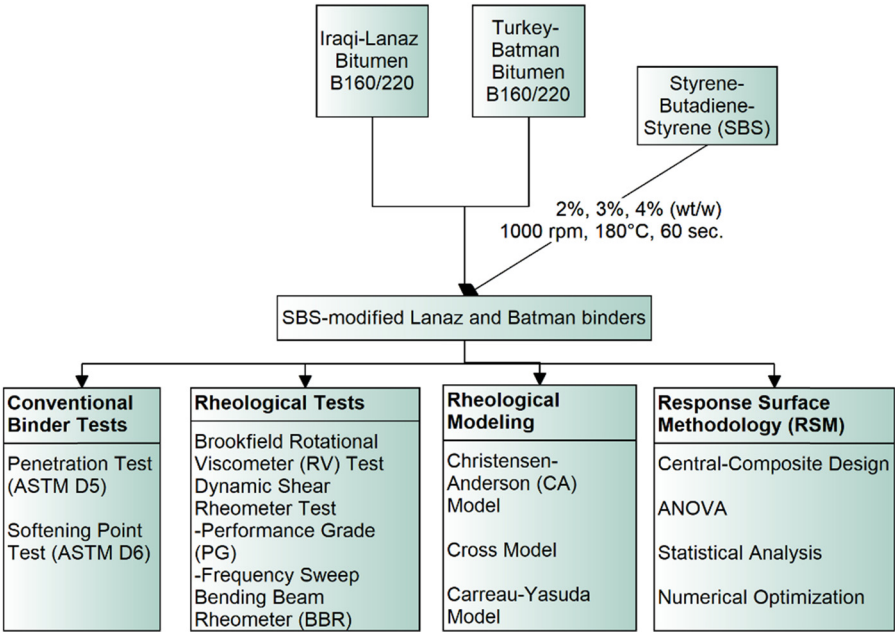 Iraqi-Lanaz
Bitumen
B160/220
Turkey-
Batman
Bitumen
B160/220
Styrene-
Butadiene-
Styrene (SBS)
2%, 3%, 4% (wt/w)
1000 rpm, 180°C, 60 sec.
SBS-modified Lanaz and Batman binders
Conventional
Binder Tests
Penetration Test
(ASTM D5)
Softening Point
Test (ASTM D6)
Rheological Tests
Brookfield Rotational
Viscometer (RV) Test
Dynamic Shear
Rheometer Test
-Performance Grade
(PG)
-Frequency Sweep
Bending Beam
Rheometer (BBR)
Rheological
Modeling
Christensen-
Anderson (CA)
Model
Cross Model
Carreau-Yasuda
Model
Response Surface
Methodology (RSM)
Central-Composite Design
ANOVA
Statistical Analysis
Numerical Optimization